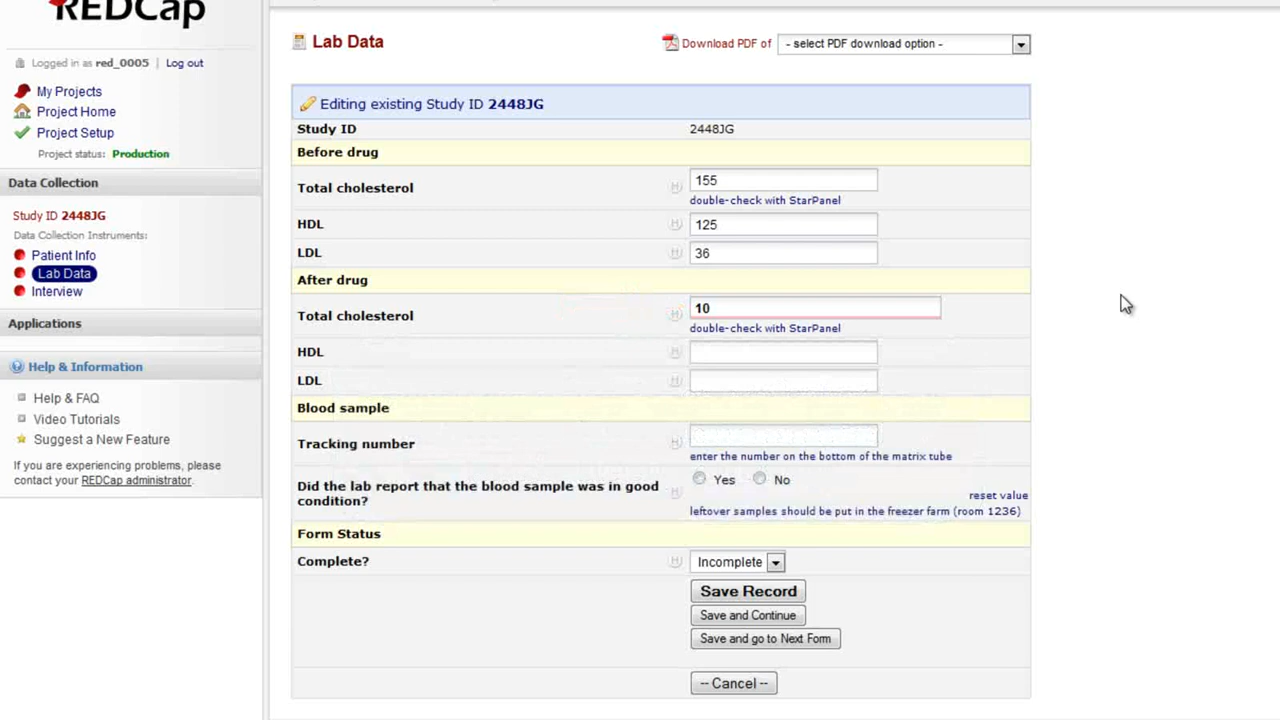 REDCap
Logged in as red_0005 | Log out
My Projects
Project Home
Project Setup
Project status: Production
Data Collection
Study ID 2448JG
Data Collection Instruments:
Patient Info
Lab Data
Interview
Applications
Help & Information
Help & FAQ
Video Tutorials
Suggest a New Feature
If you are experiencing problems, please
contact your REDCap administrator.
Lab Data
Download PDF of - select PDF download option -
Editing existing Study ID 2448JG
Study ID 2448JG
Before drug
Total cholesterol H 155
double-check with StarPanel
HDL H 125
LDL H 36
After drug
Total cholesterol H 10
double-check with StarPanel
HDL H
LDL H
Blood sample
Tracking number H
enter the number on the bottom of the matrix tube
Did the lab report that the blood sample was in good
condition? H Yes No
reset value
leftover samples should be put in the freezer farm (room 1236)
Form Status
Complete? H Incomplete
Save Record
Save and Continue
Save and go to Next Form
-- Cancel --